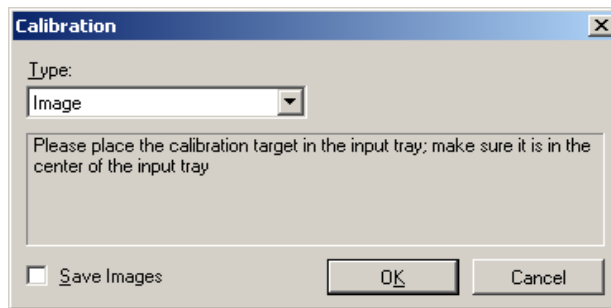 Calibration
Type:
Image
Please place the calibration target in the input tray; make sure it is in the
center of the input tray
Save Images
OK
Cancel